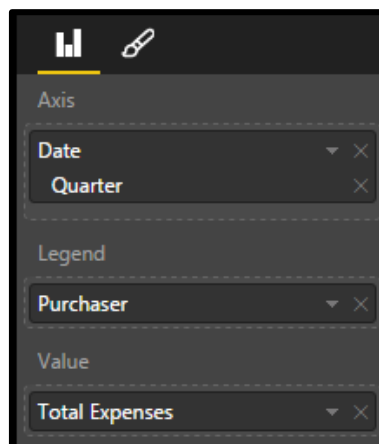 Axis
Date
Quarter
Legend
Purchaser
Value
Total Expenses